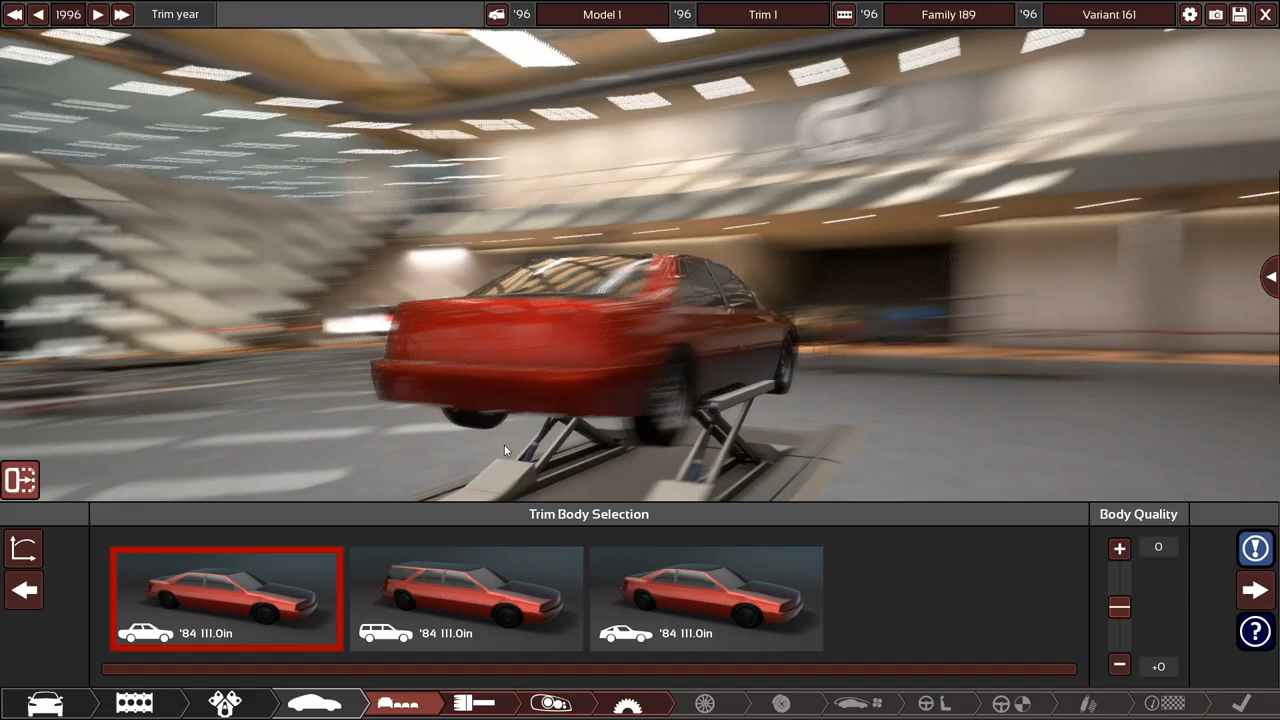 1996
Trim year
'96
Model 1
'96
Trim 1
'96
Family 189
'96
Variant 161
Trim Body Selection
Body Quality
'84 111.0in
'84 111.0in
'84 111.0in
0
+0